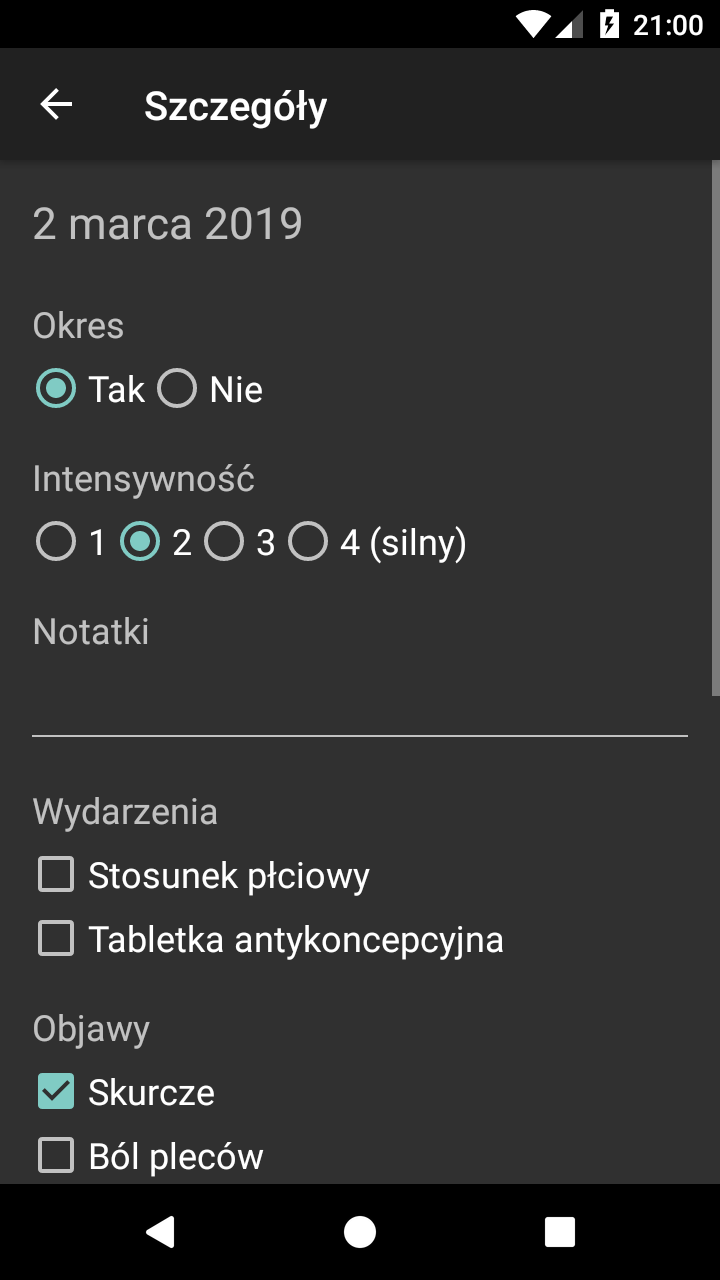 21:00
Szczegóły
2 marca 2019
Okres
Tak Nie
Intensywność
1 2 3 4 (silny)
Notatki
Wydarzenia
Stosunek płciowy
Tabletka antykoncepcyjna
Objawy
Skurcze
Ból pleców